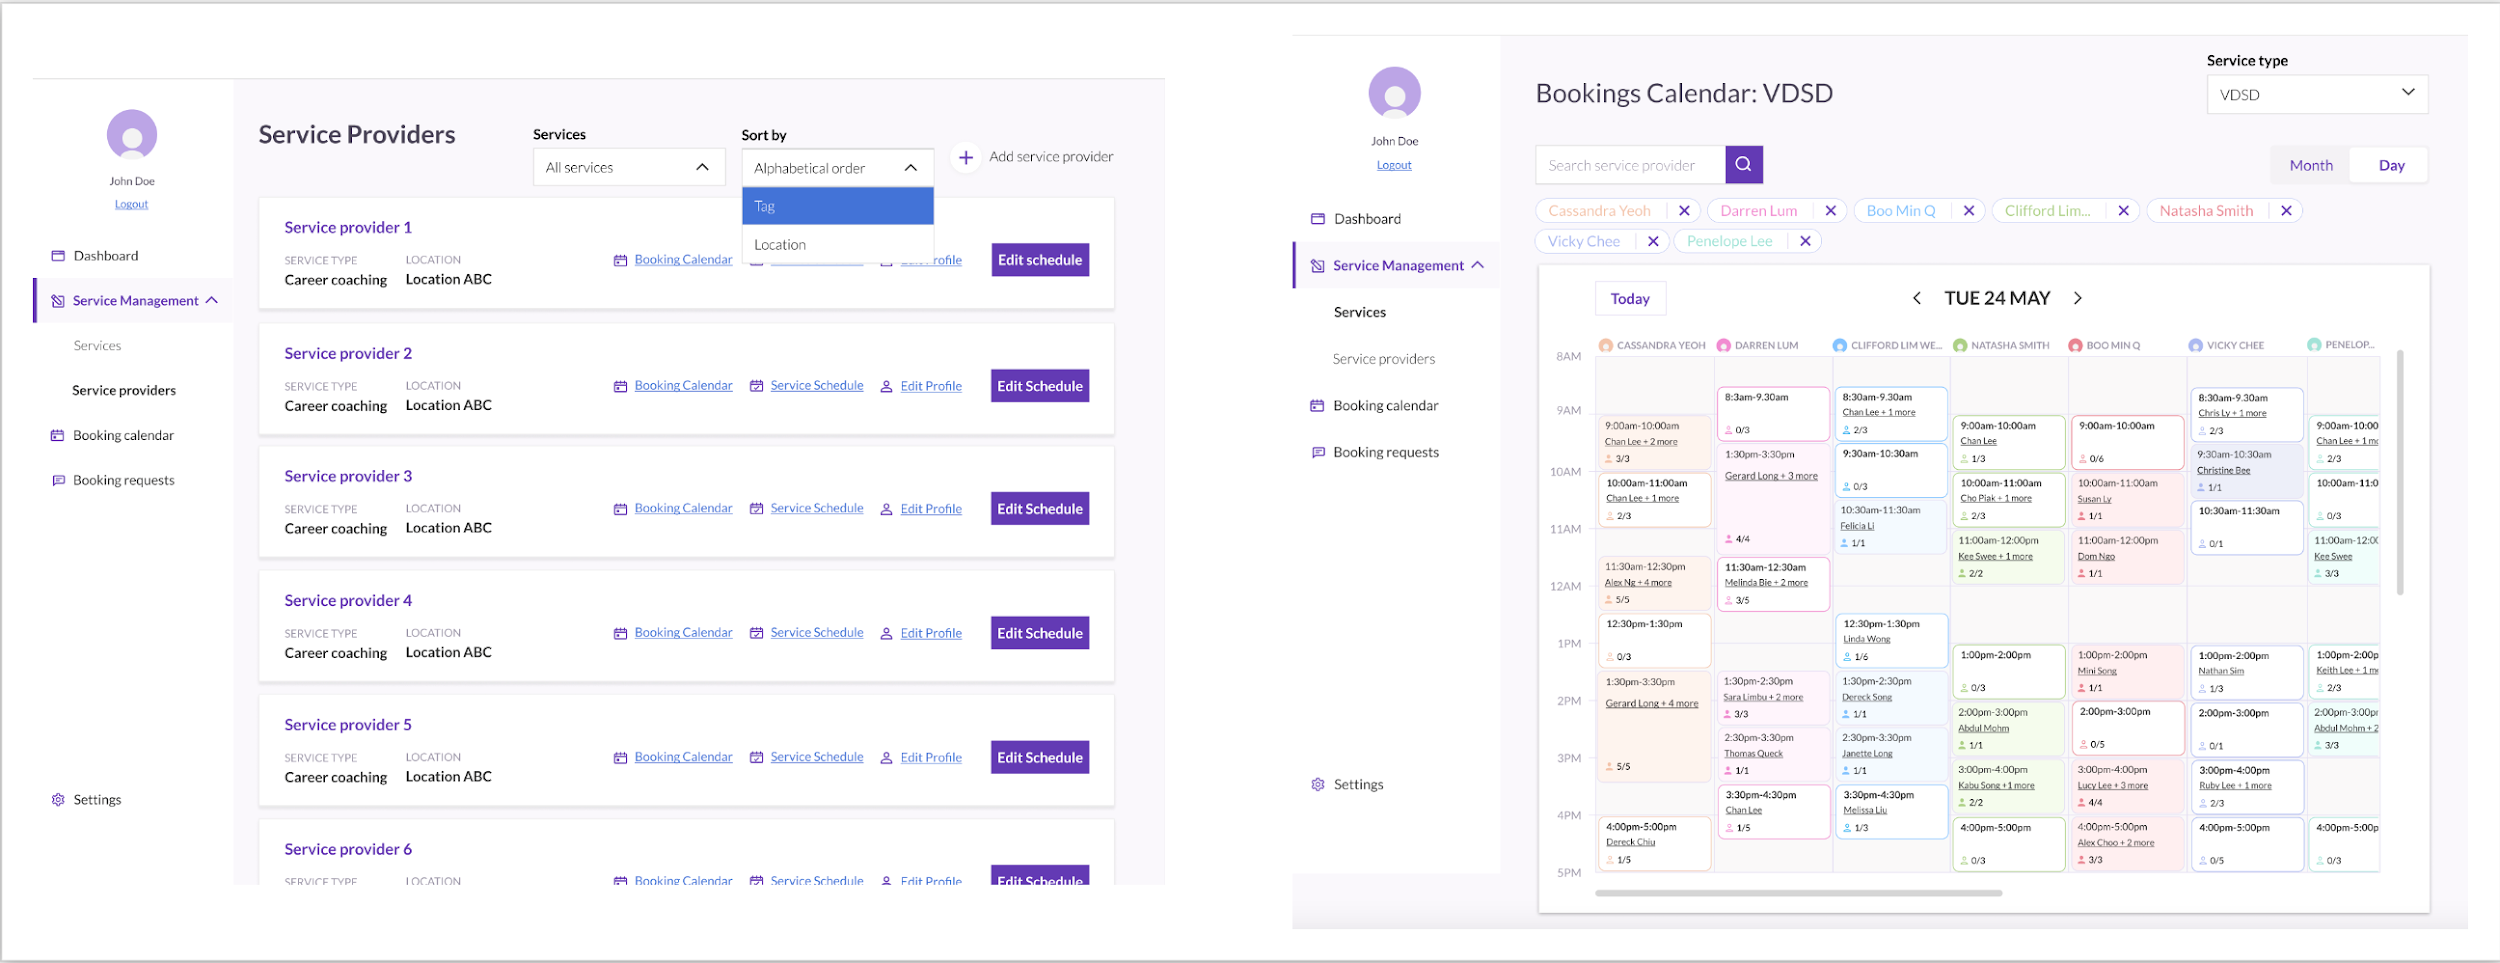 John Doe
Logout
Dashboard
Service Management
Services
Service providers
Booking calendar
Booking requests
Settings
Service Providers
Services
All services
Sort by
Alphabetical order
Tag
Location
Add service provider
Service provider 1
SERVICE TYPE
Career coaching
LOCATION
Location ABC
Booking Calendar
Edit schedule
Service provider 2
SERVICE TYPE
Career coaching
LOCATION
Location ABC
Booking Calendar
Service Schedule
Edit Profile
Edit Schedule
Service provider 3
SERVICE TYPE
Career coaching
LOCATION
Location ABC
Booking Calendar
Service Schedule
Edit Profile
Edit Schedule
Service provider 4
SERVICE TYPE
Career coaching
LOCATION
Location ABC
Booking Calendar
Service Schedule
Edit Profile
Edit Schedule
Service provider 5
SERVICE TYPE
Career coaching
LOCATION
Location ABC
Booking Calendar
Service Schedule
Edit Profile
Edit Schedule
Service provider 6
SERVICE TYPE
LOCATION
Booking Calendar
Service Schedule
Edit Profile
Edit Schedule
John Doe
Logout
Dashboard
Service Management
Services
Service providers
Booking calendar
Booking requests
Settings
Bookings Calendar: VDSD
Service type
VDSD
Search service provider
Month
Day
Cassandra Yeoh
Darren Lum
Boo Min Q
Clifford Lim...
Natasha Smith
Vicky Chee
Penelope Lee
Today
TUE 24 MAY
8AM
9AM
10AM
11AM
12AM
1PM
2PM
3PM
4PM
5PM
CASSANDRA YEOH
9:00am-10:00am
Chan Lee + 2 more
3/3
10:00am-11:00am
Chan Lee + 1 more
2/3
11:30am-12:30pm
Alex Ng + 4 more
5/5
12:30pm-1:30pm
0/3
1:30pm-3:30pm
Gerard Long + 4 more
5/5
4:00pm-5:00pm
Dereck Chiu
1/5
DARREN LUM
8:3am-9.30am
0/3
1:30pm-3:30pm
Gerard Long + 3 more
4/4
11:30am-12:30am
Melinda Bie + 2 more
3/5
1:30pm-2:30pm
Sara Limbu + 2 more
3/3
2:30pm-3:30pm
Thomas Queck
1/1
3:30pm-4:30pm
Chan Lee
1/5
CLIFFORD LIM WE...
8:30am-9.30am
Chan Lee + 1 more
2/3
9:30am-10:30am
0/3
10:30am-11:30am
Felicia Li
1/1
12:30pm-1:30pm
Linda Wong
1/6
1:30pm-2:30pm
Dereck Song
1/1
2:30pm-3:30pm
Janette Long
1/1
3:30pm-4:30pm
Melissa Liu
1/3
NATASHA SMITH
9:00am-10:00am
Chan Lee
1/3
10:00am-11:00am
Cho Piak + 1 more
2/3
11:00am-12:00pm
Kee Swee + 1 more
2/2
1:00pm-2:00pm
0/3
2:00pm-3:00pm
Abdul Mohm
1/1
3:00pm-4:00pm
Kabu Song +1 more
2/2
4:00pm-5:00pm
0/3
BOO MIN Q
9:00am-10:00am
0/6
10:00am-11:00am
Susan Ly
1/1
11:00am-12:00pm
Dom Ngo
1/1
1:00pm-2:00pm
Mini Song
1/1
2:00pm-3:00pm
0/5
3:00pm-4:00pm
Lucy Lee + 3 more
4/4
4:00pm-5:00pm
Alex Choo + 2 more
3/3
VICKY CHEE
8:30am-9.30am
Chris Ly + 1 more
2/3
9:30am-10:30am
Christine Bee
1/1
10:30am-11:30am
0/1
1:00pm-2:00pm
Nathan Sim
1/3
2:00pm-3:00pm
0/1
3:00pm-4:00pm
Ruby Lee + 1 more
2/3
4:00pm-5:00pm
0/5
PENELOP...
9:00am-10:00
Chan Lee + 1
2/3
10:00am-11:0
0/3
11:00am-12:0
Kee Swee
3/3
1:00pm-2:00p
Keith Lee + 1
2/3
2:00pm-3:00p
Abdul Mohm + 2
3/3
4:00pm-5:00p
0/3